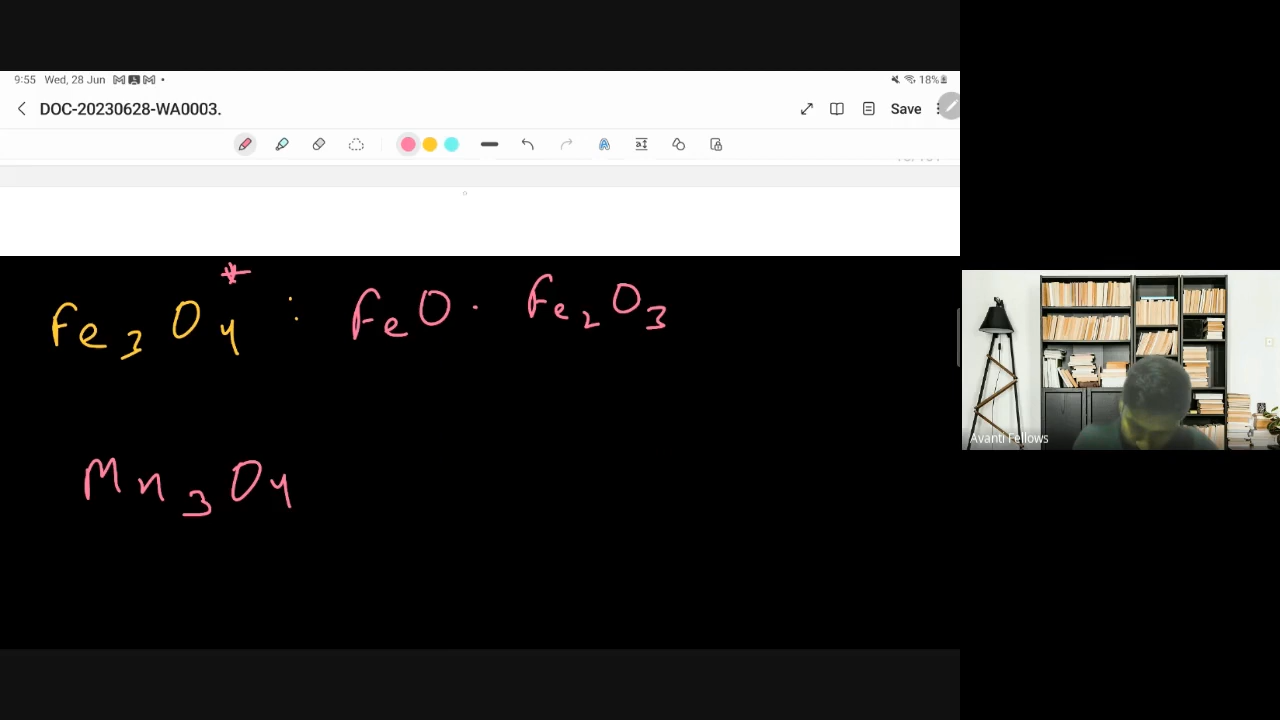 9:55 Wed, 28 Jun 18%
DOC-20230628-WA0003. Save
Fe3O4* : FeO · Fe2O3
Mn3O4
Avanti Fellows